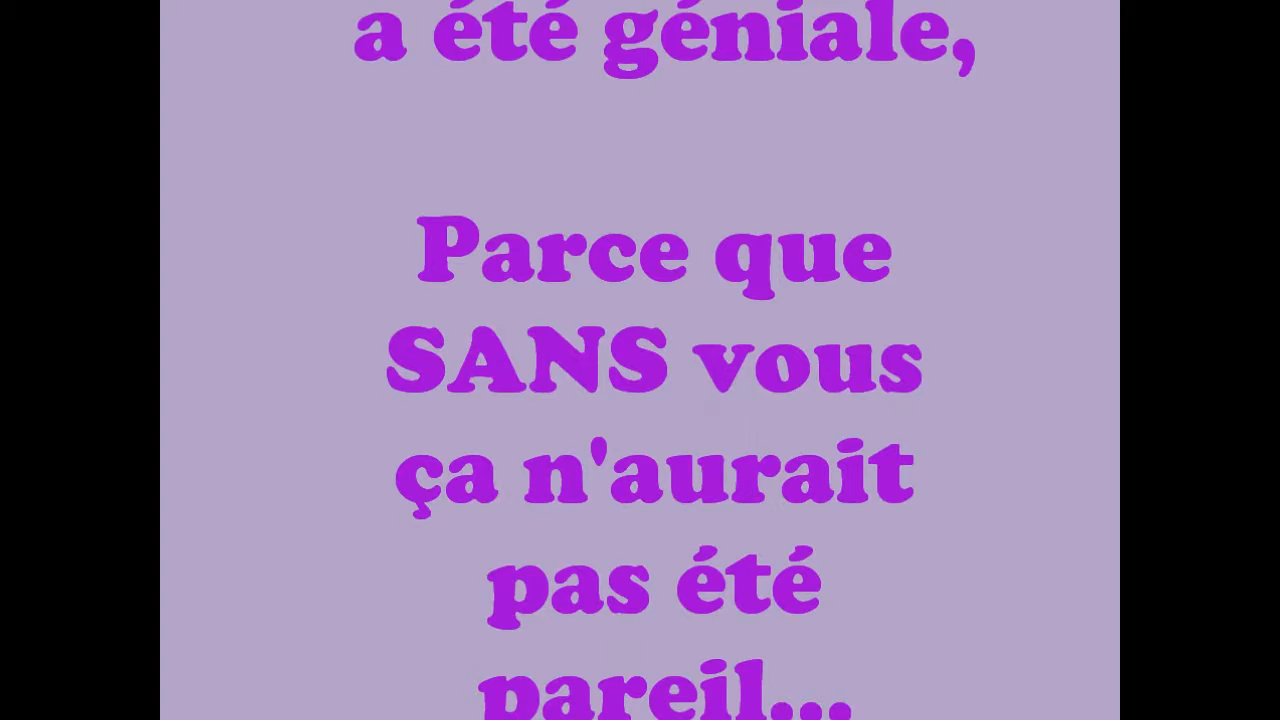 a été géniale,
Parce que
SANS vous
ça n'aurait
pas été
pareil...